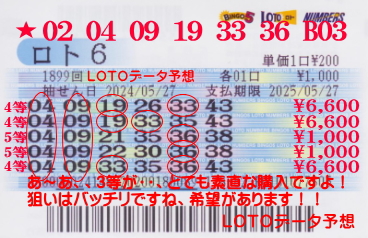 ★02 04 09 19 33 36 B03
BINGO5 LOTO NUMBERS
ロト6 単価1口¥200
1899回 LOTOデータ予想 各01口 ¥1,000
抽せん日 2024/05/27 支払期限 2025/05/27
4等 04 09 19 26 33 43 ¥6,600
4等 04 09 19 33 35 43 ¥6,600
5等 04 09 21 35 36 38 ¥1,000
5等 04 09 22 30 36 38 ¥1,000
4等 04 09 33 35 36 43 ¥6,600
とても素直な購入ですよ！
狙いはバッチリですね、希望があります！！
LOTOデータ予想